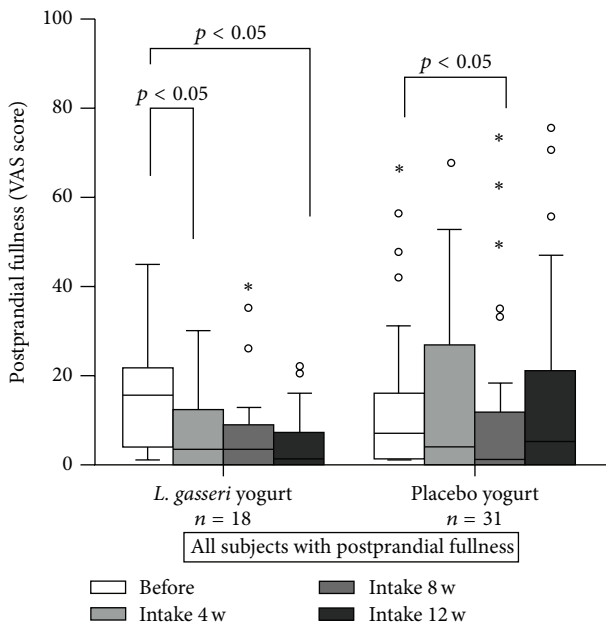 Postprandial fullness (VAS score)
100
80
60
40
20
0
p < 0.05
p < 0.05
p < 0.05
*
*
*
*
*
L. gasseri yogurt
n = 18
Placebo yogurt
n = 31
All subjects with postprandial fullness
Before
Intake 4 w
Intake 8 w
Intake 12 w